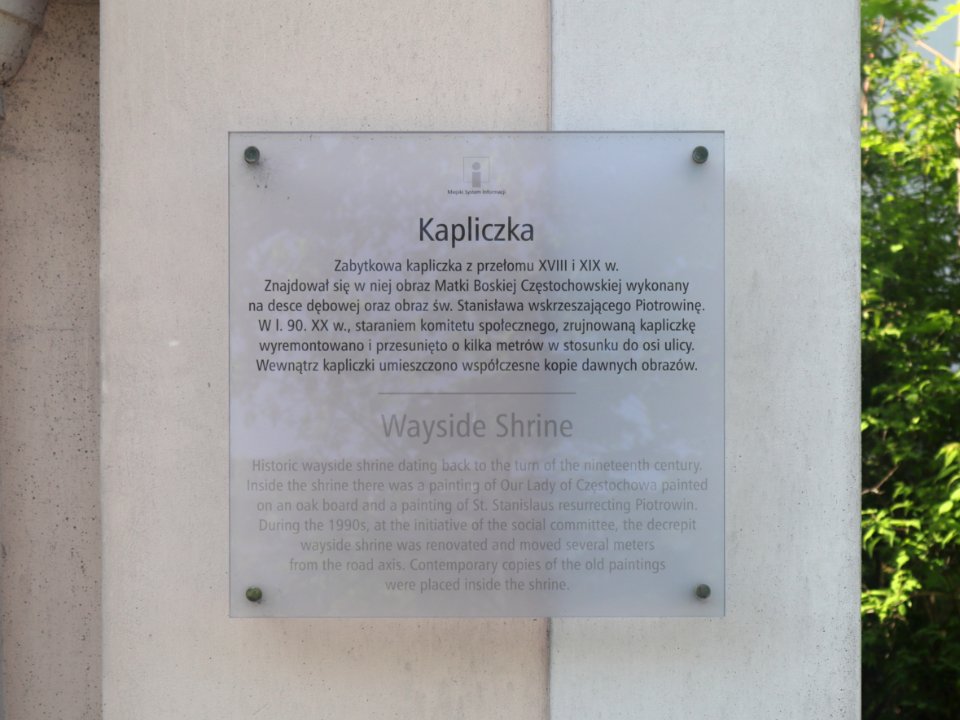 i
Miejski System Informacji
Kapliczka
Zabytkowa kapliczka z przełomu XVIII i XIX w.
Znajdował się w niej obraz Matki Boskiej Częstochowskiej wykonany
na desce dębowej oraz obraz św. Stanisława wskrzeszającego Piotrowinę.
W l. 90. XX w., staraniem komitetu społecznego, zrujnowaną kapliczkę
wyremontowano i przesunięto o kilka metrów w stosunku do osi ulicy.
Wewnątrz kapliczki umieszczono współczesne kopie dawnych obrazów.
Wayside Shrine
Historic wayside shrine dating back to the turn of the nineteenth century.
Inside the shrine there was a painting of Our Lady of Częstochowa painted
on an oak board and a painting of St. Stanislaus resurrecting Piotrowin.
During the 1990s, at the initiative of the social committee, the decrepit
wayside shrine was renovated and moved several meters
from the road axis. Contemporary copies of the old paintings
were placed inside the shrine.